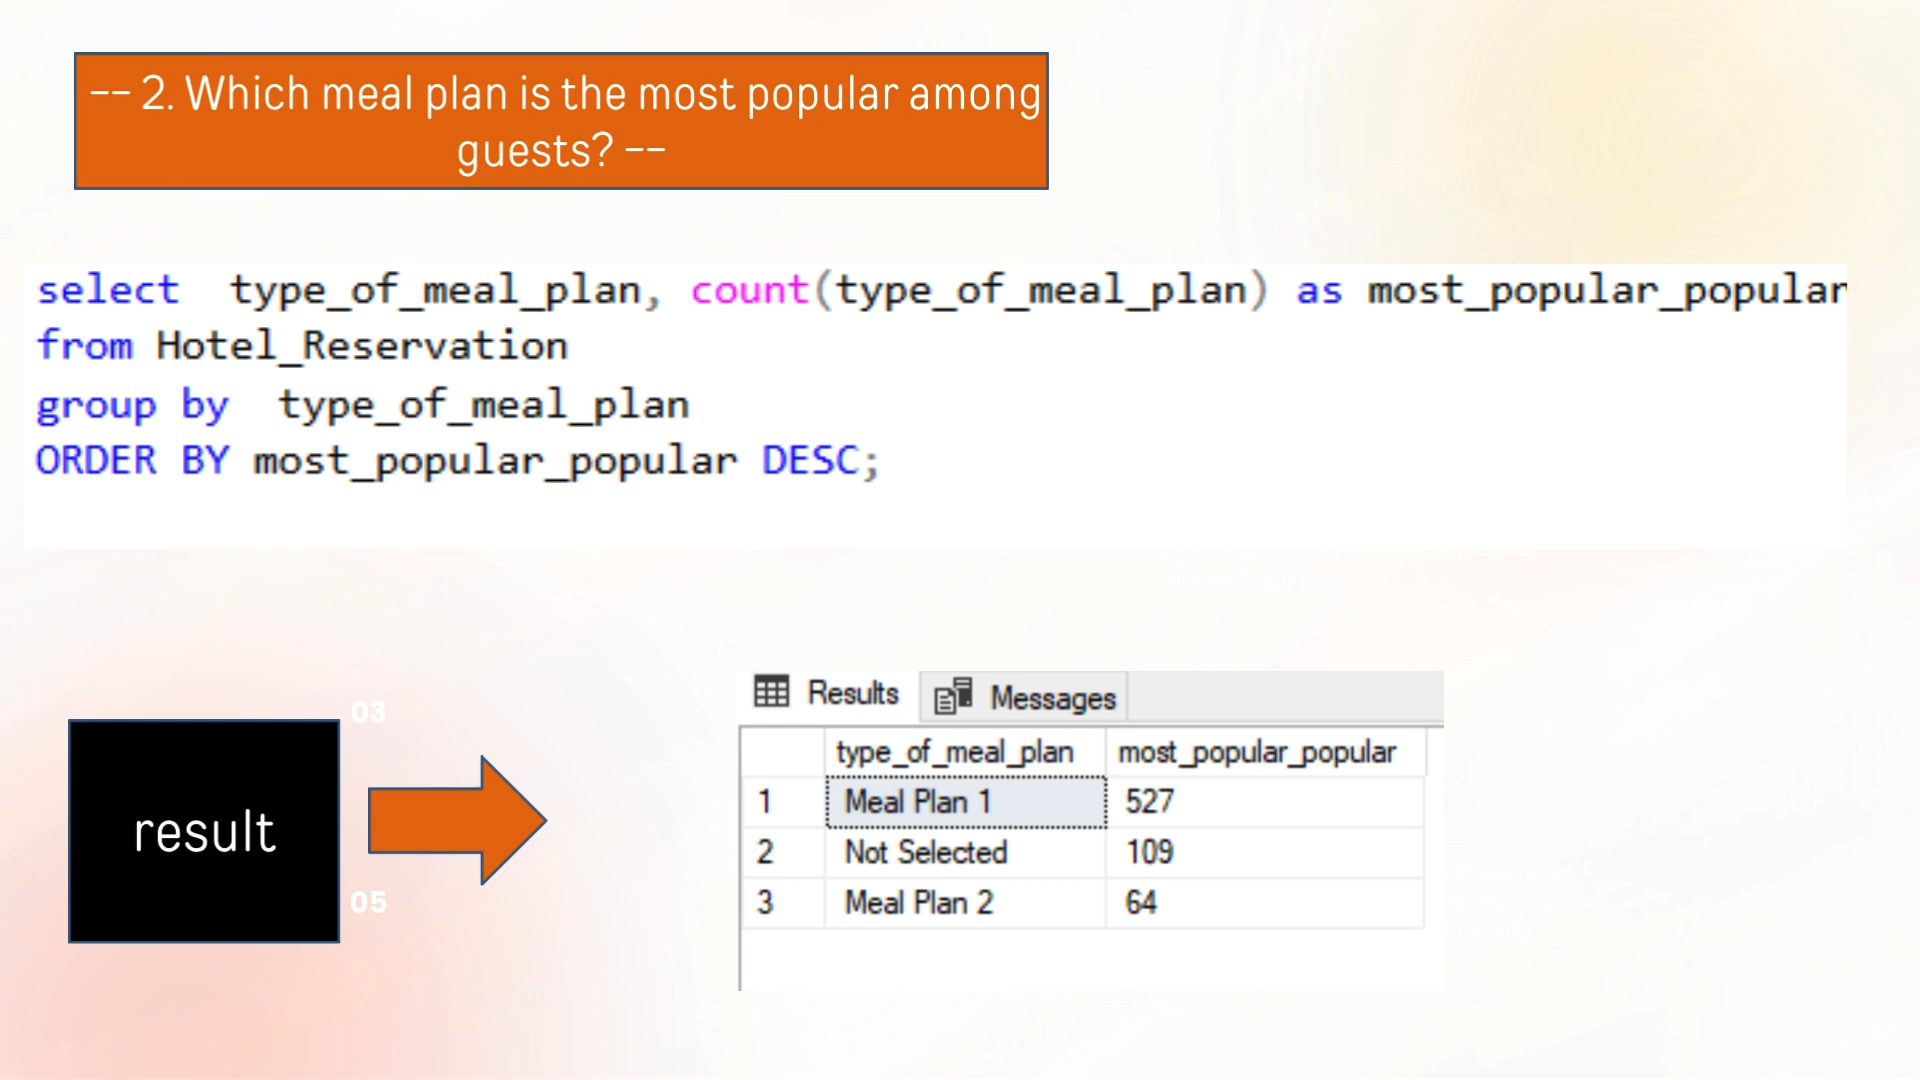 -- 2. Which meal plan is the most popular among
guests? --
select  type_of_meal_plan, count(type_of_meal_plan) as most_popular_popular
from Hotel_Reservation
group by  type_of_meal_plan
ORDER BY most_popular_popular DESC;
03
result
05
Results Messages
type_of_meal_plan most_popular_popular
1 Meal Plan 1 527
2 Not Selected 109
3 Meal Plan 2 64